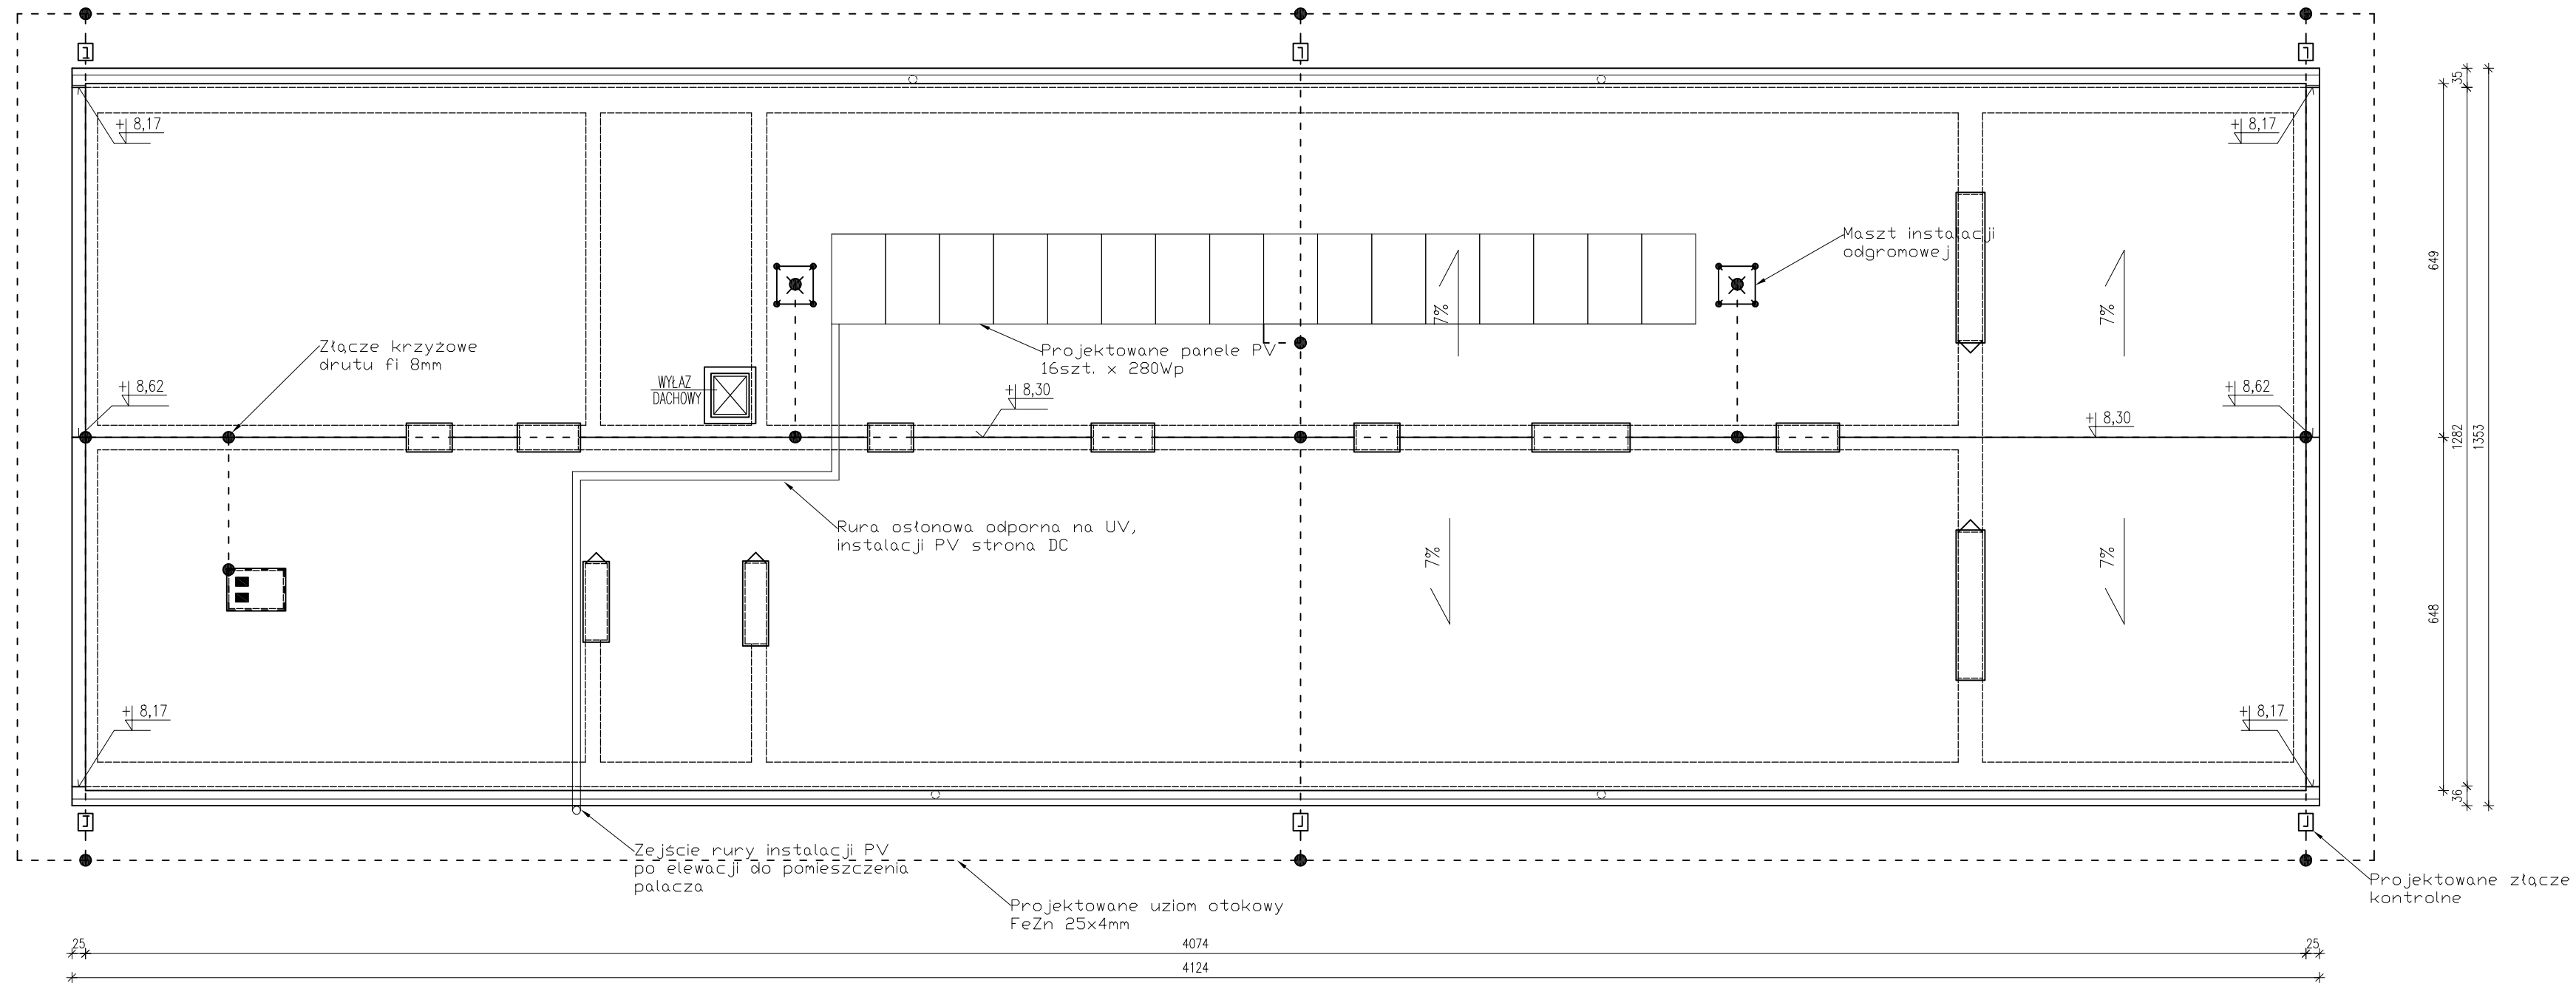 + 8,17
+ 8,17
35
Maszt instalacji
odgromowej
649
7%
7%
Złącze krzyżowe
drutu fi 8mm
Projektowane panele PV
16szt. x 280Wp
WYŁAZ
DACHOWY
+ 8,62
+ 8,30
+ 8,62
+ 8,30
1282
1353
Rura osłonowa odporna na UV,
instalacji PV strona DC
7%
7%
648
+ 8,17
+ 8,17
36
Zejście rury instalacji PV
po elewacji do pomieszczenia
palacza
Projektowane uziom otokowy
FeZn 25x4mm
Projektowane złącze
kontrolne
25
4074
25
4124